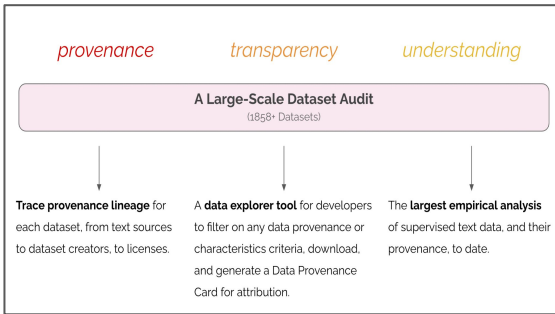 provenance transparency understanding
A Large-Scale Dataset Audit
(1858+ Datasets)
Trace provenance lineage for
each dataset, from text sources
to dataset creators, to licenses.
A data explorer tool for developers
to filter on any data provenance or
characteristics criteria, download,
and generate a Data Provenance
Card for attribution.
The largest empirical analysis
of supervised text data, and their
provenance, to date.